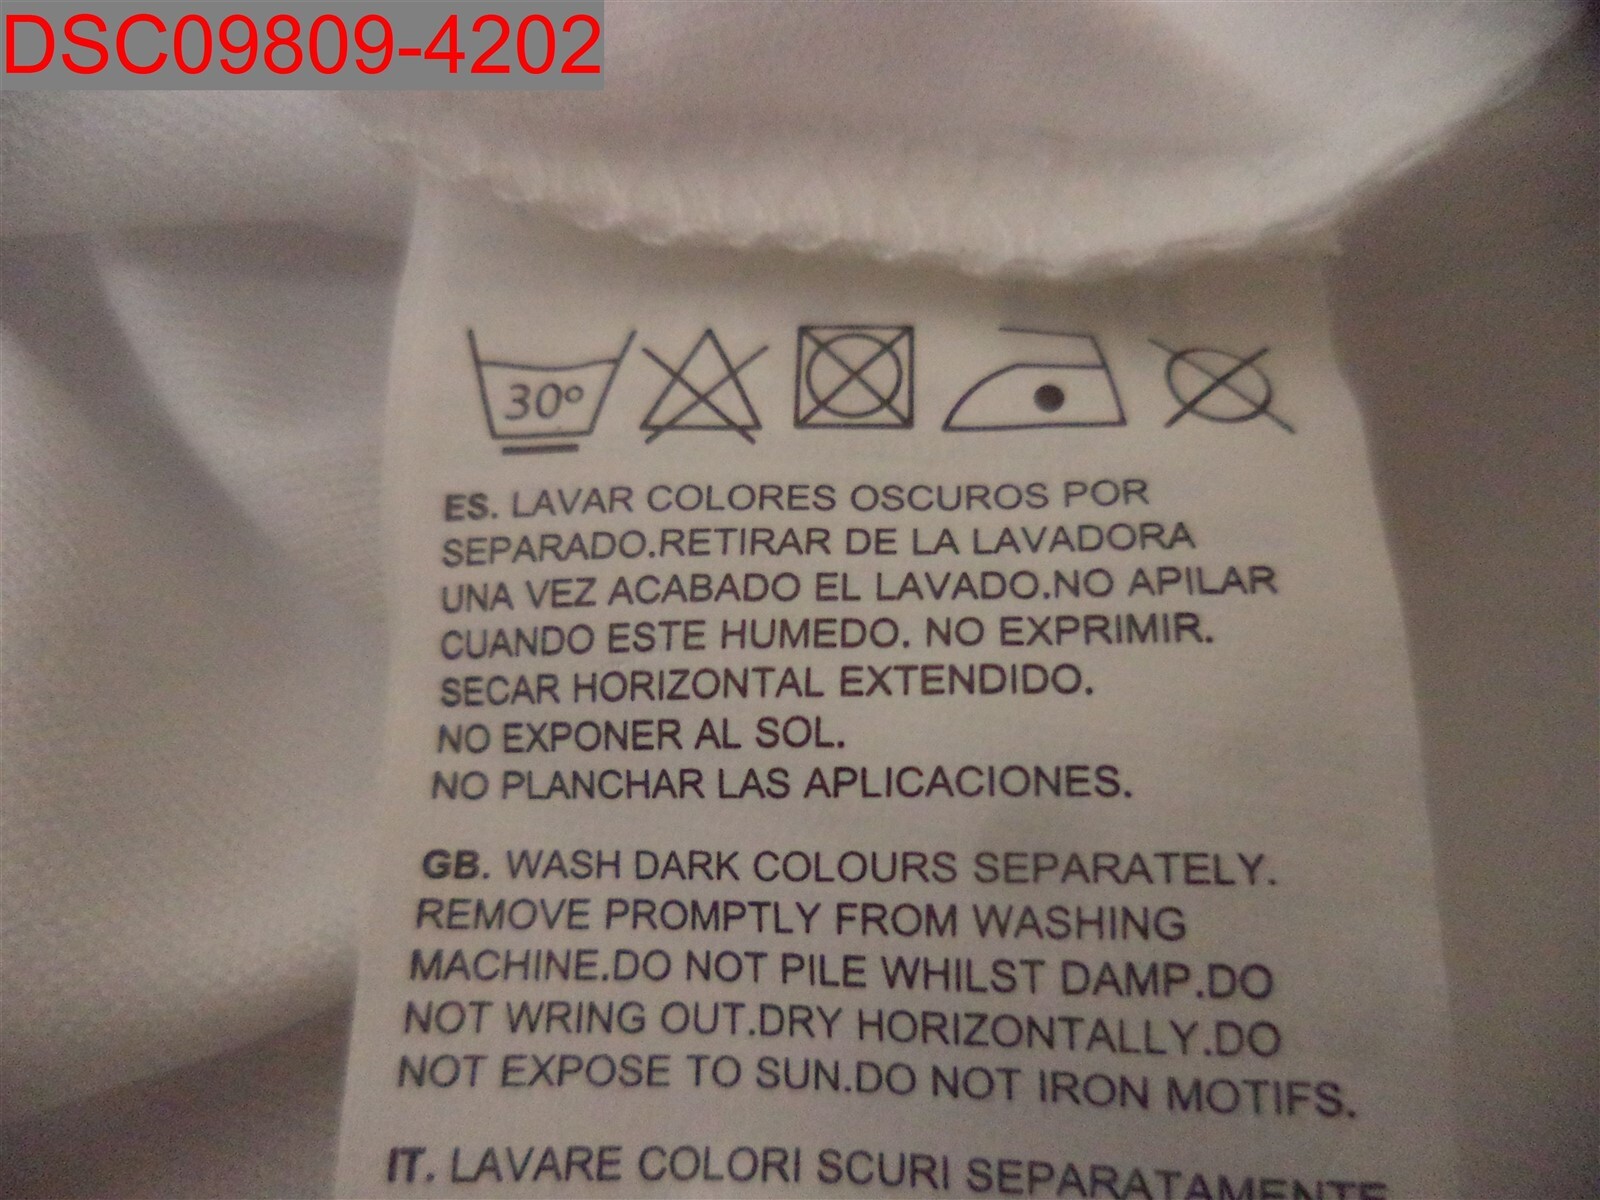 DSC09809-4202
30°
ES. LAVAR COLORES OSCUROS POR
SEPARADO.RETIRAR DE LA LAVADORA
UNA VEZ ACABADO EL LAVADO.NO APILAR
CUANDO ESTE HUMEDO. NO EXPRIMIR.
SECAR HORIZONTAL EXTENDIDO.
NO EXPONER AL SOL.
NO PLANCHAR LAS APLICACIONES.
GB. WASH DARK COLOURS SEPARATELY.
REMOVE PROMPTLY FROM WASHING
MACHINE.DO NOT PILE WHILST DAMP.DO
NOT WRING OUT.DRY HORIZONTALLY.DO
NOT EXPOSE TO SUN.DO NOT IRON MOTIFS.
IT. LAVARE COLORI SCURI SEPARATAMENTE